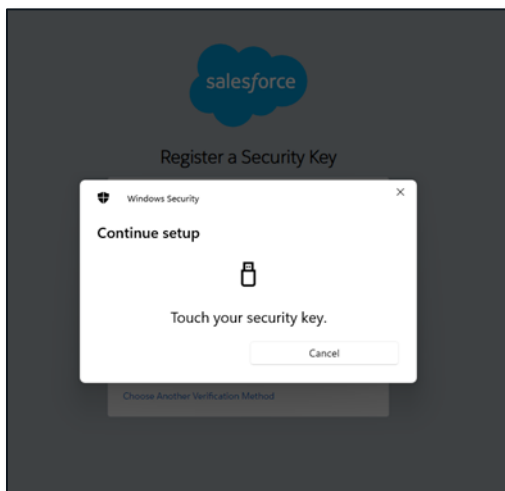 salesforce
Register a Security Key
Windows Security
Continue setup
Touch your security key.
Cancel
Choose Another Verification Method